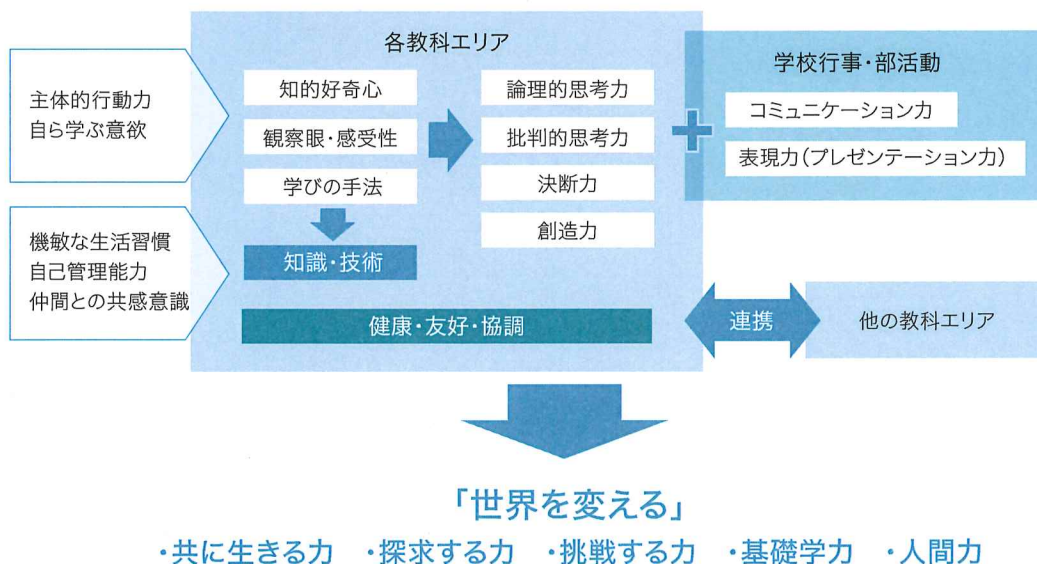 主体的行動力
自ら学ぶ意欲
機敏な生活習慣
自己管理能力
仲間との共感意識
各教科エリア
知的好奇心
観察眼・感受性
学びの手法
知識・技術
論理的思考力
批判的思考力
決断力
創造力
健康・友好・協調
学校行事・部活動
コミュニケーション力
表現力(プレゼンテーション力)
連携
他の教科エリア
「世界を変える」
・共に生きる力 ・探求する力 ・挑戦する力 ・基礎学力 ・人間力